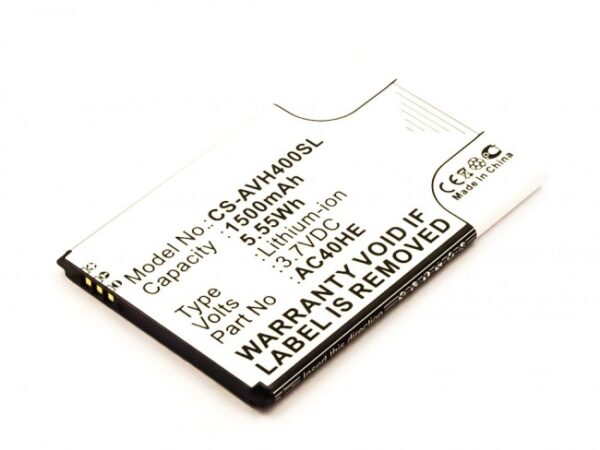 Model No.: CS-AVH400SL
Capacity : 1500mAh
5.55Wh
Type : Lithium-ion
Volts : 3.7VDC
Part No : AC40HE
WARRANTY VOID IF
LABEL IS REMOVED
CE
Made in China